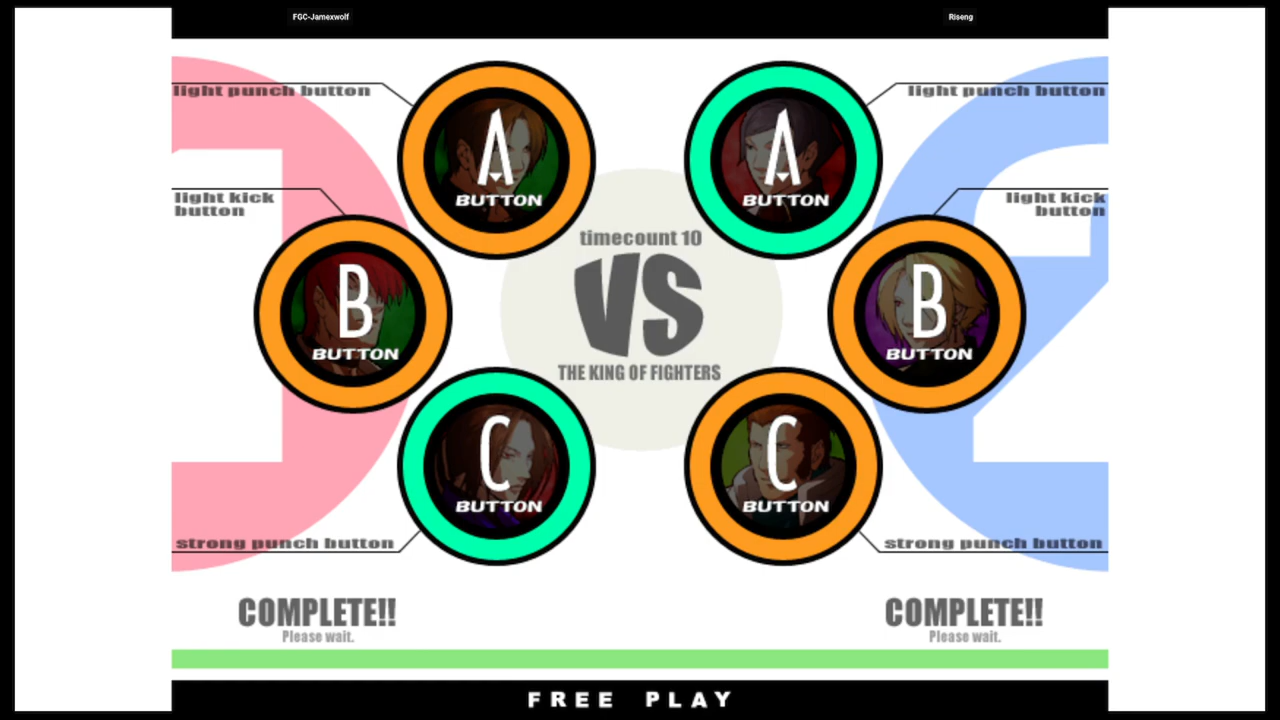 FGC-Jamexwolf
Riseng
light punch button
A
BUTTON
A
BUTTON
light punch button
light kick
button
B
BUTTON
timecount 10
VS
THE KING OF FIGHTERS
light kick
button
B
BUTTON
C
BUTTON
C
BUTTON
strong punch button
strong punch button
COMPLETE!!
Please wait.
COMPLETE!!
Please wait.
FREE PLAY